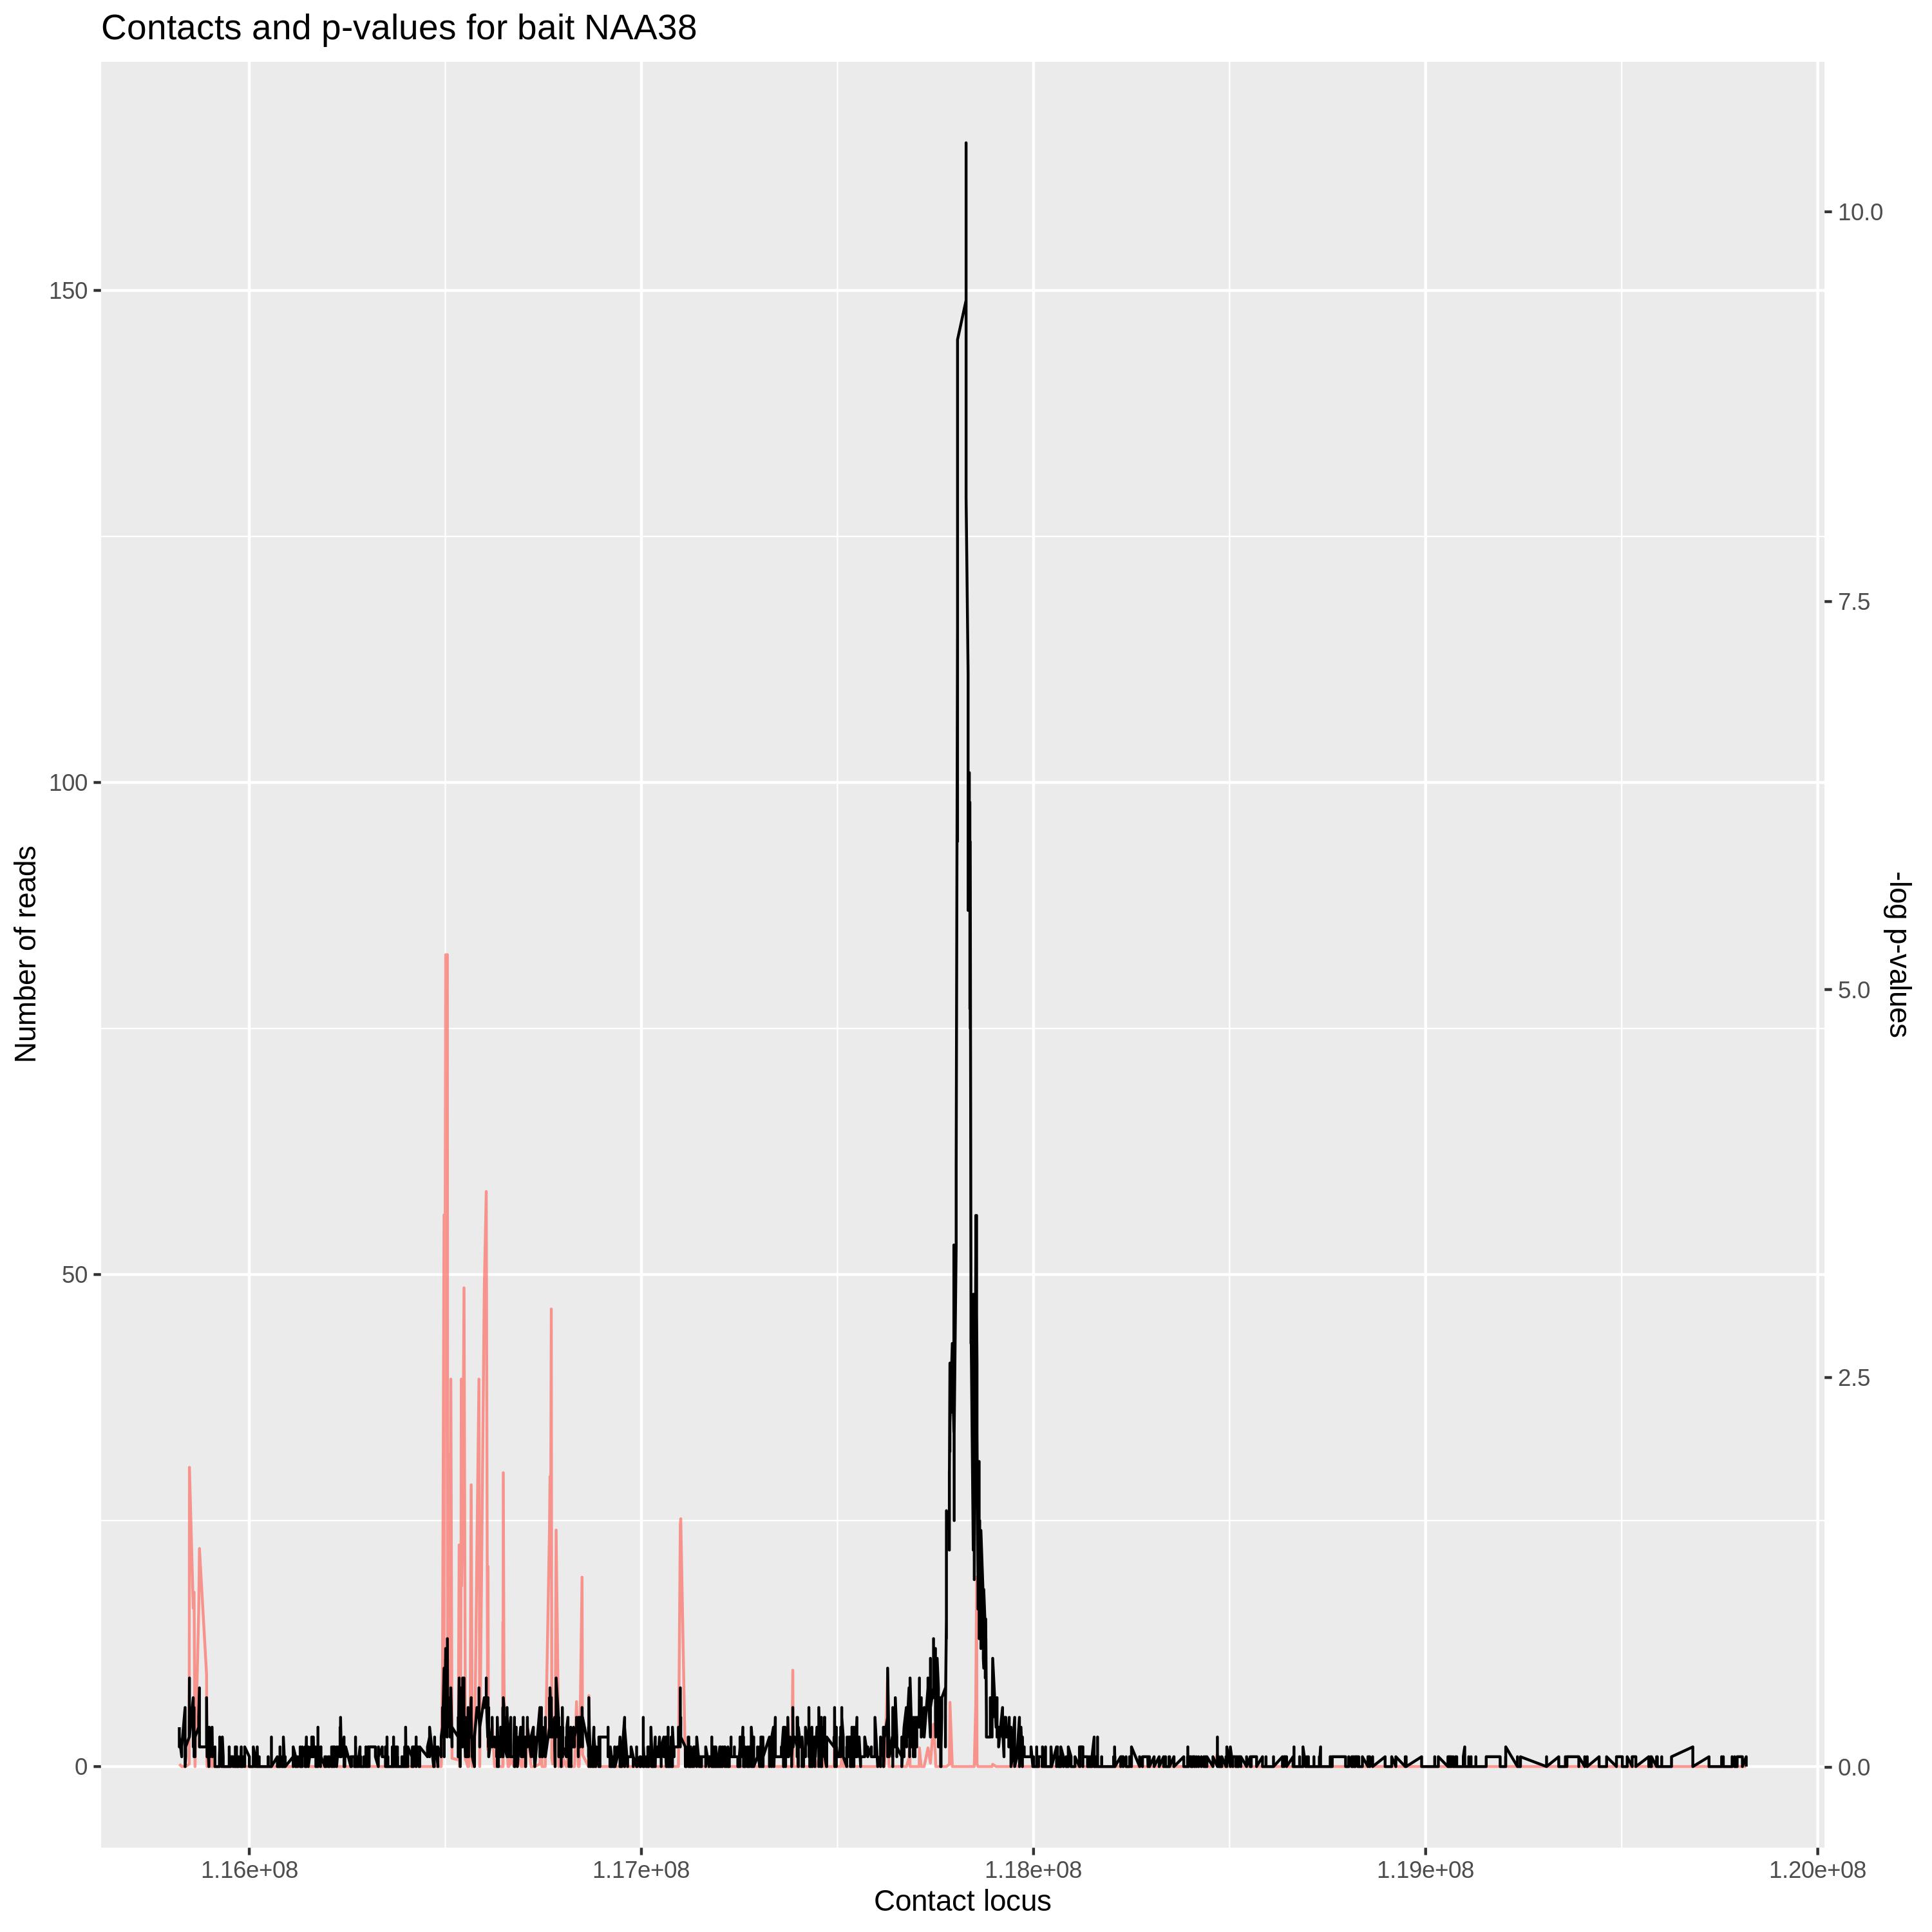 Contacts and p-values for bait NAA38
Number of reads
150
100
50
0
10.0
7.5
5.0
2.5
0.0
-log p-values
1.16e+08
1.17e+08
1.18e+08
1.19e+08
1.20e+08
Contact locus